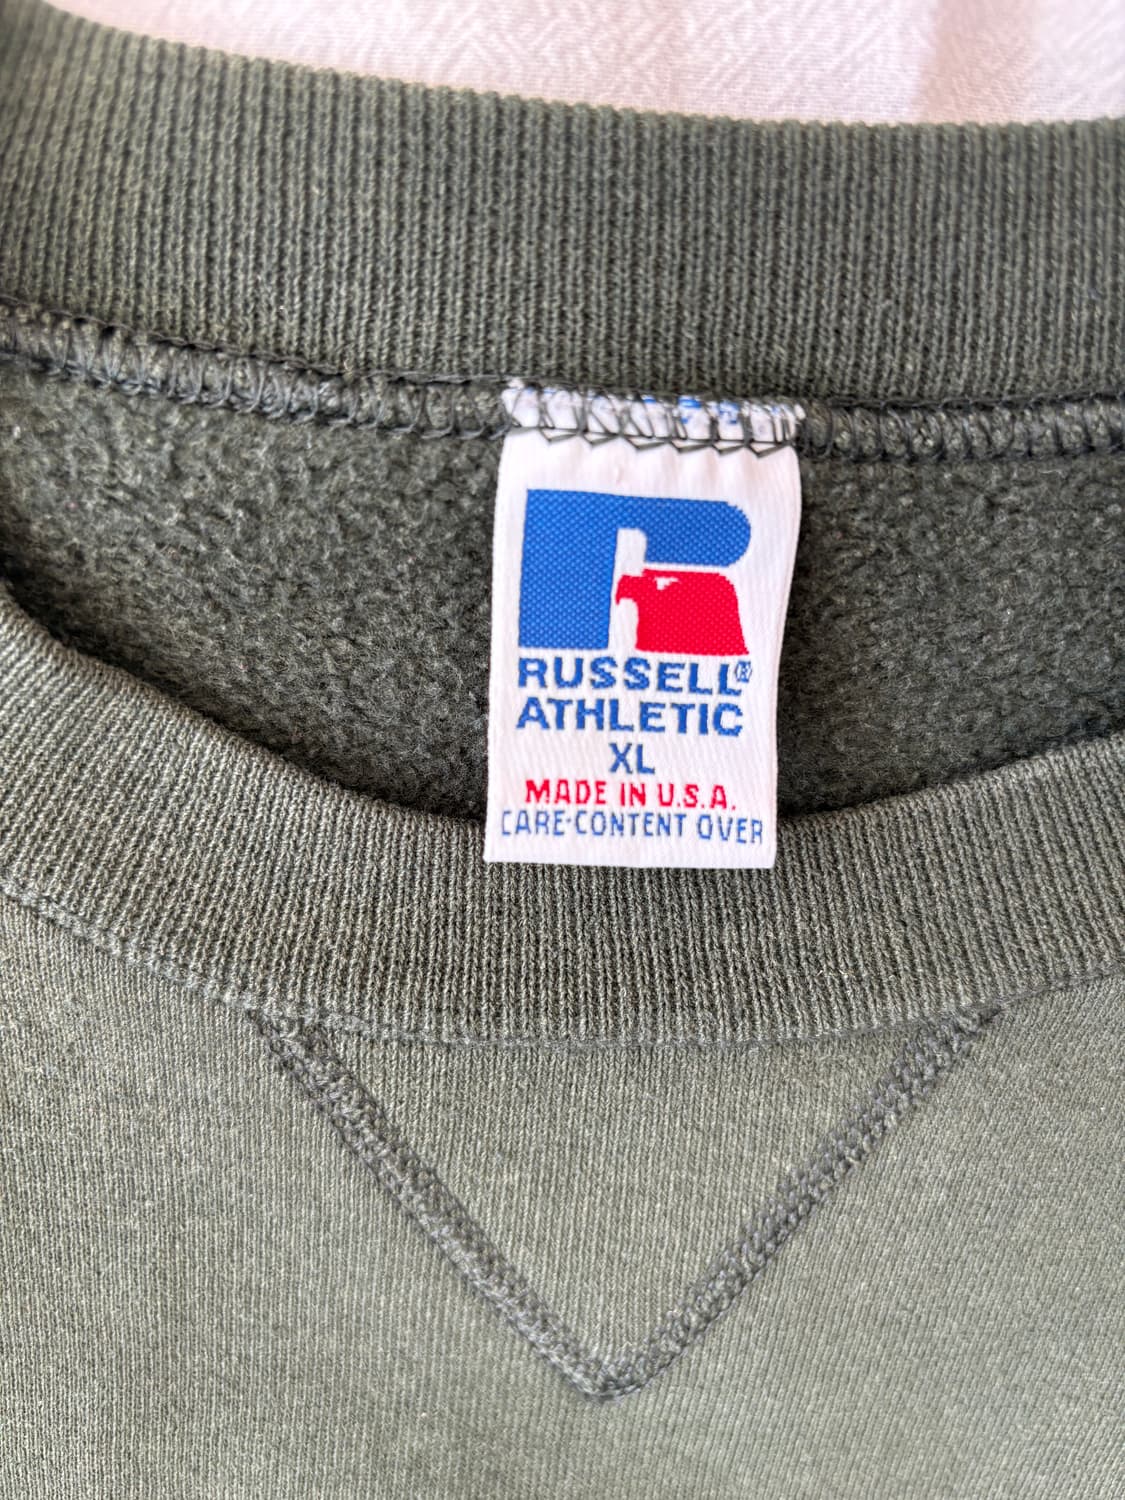 RUSSELL®
ATHLETIC
XL
MADE IN U.S.A.
CARE-CONTENT OVER